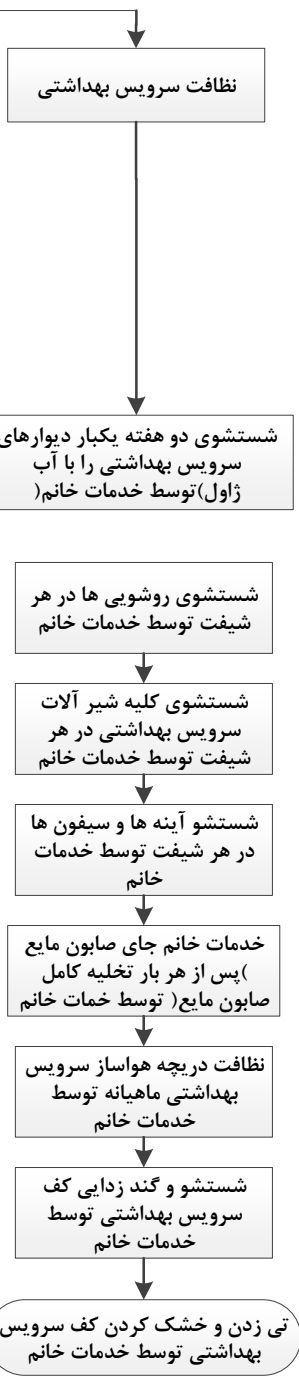 نظافت سرویس بهداشتی
شستشوی دو هفته یکبار دیوارهای
سرویس بهداشتی را با آب
ژاول)توسط خدمات خانم(
شستشوی روشویی ها در هر
شیفت توسط خدمات خانم
شستشوی کلیه شیر آلات
سرویس بهداشتی در هر
شیفت توسط خدمات خانم
شستشو آینه ها و سیفون ها
در هر شیفت توسط خدمات
خانم
خدمات خانم جای صابون مایع
)پس از هر بار تخلیه کامل
صابون مایع( توسط خمات خانم
نظافت دریچه هواساز سرویس
بهداشتی ماهیانه توسط
خدمات خانم
شستشو و گند زدایی کف
سرویس بهداشتی توسط
خدمات خانم
تی زدن و خشک کردن کف سرویس
بهداشتی توسط خدمات خانم